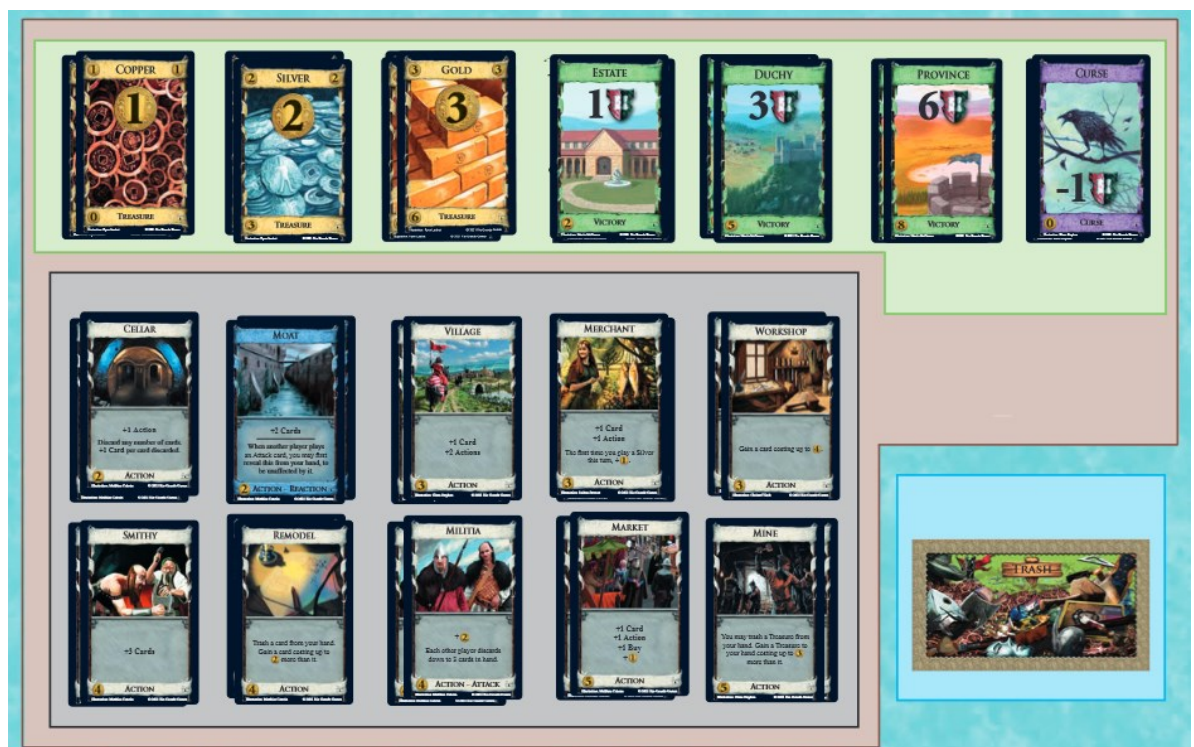 COPPER
1 1
1
0 TREASURE
SILVER
2 2
2
3 TREASURE
GOLD
3 3
3
6 TREASURE
ESTATE
1
2 VICTORY
DUCHY
3
5 VICTORY
PROVINCE
6
8 VICTORY
CURSE
-1
0 CURSE
CELLAR
+1 Action
Discard any number of cards.
+1 Card per card discarded.
2 ACTION
MOAT
+2 Cards
When another player plays
an Attack card, you may first
reveal this from your hand, to
be unaffected by it.
2 ACTION – REACTION
VILLAGE
+1 Card
+2 Actions
3 ACTION
MERCHANT
+1 Card
+1 Action
The first time you play a Silver
this turn, +1.
3 ACTION
WORKSHOP
Gain a card costing up to 4.
3 ACTION
SMITHY
+3 Cards
4 ACTION
REMODEL
Trash a card from your hand.
Gain a card costing up to
2 more than it.
4 ACTION
MILITIA
+2
Each other player discards
down to 3 cards in hand.
4 ACTION – ATTACK
MARKET
+1 Card
+1 Action
+1 Buy
+1
5 ACTION
MINE
You may trash a Treasure from
your hand. Gain a Treasure to
your hand costing up to 3
more than it.
5 ACTION
TRASH